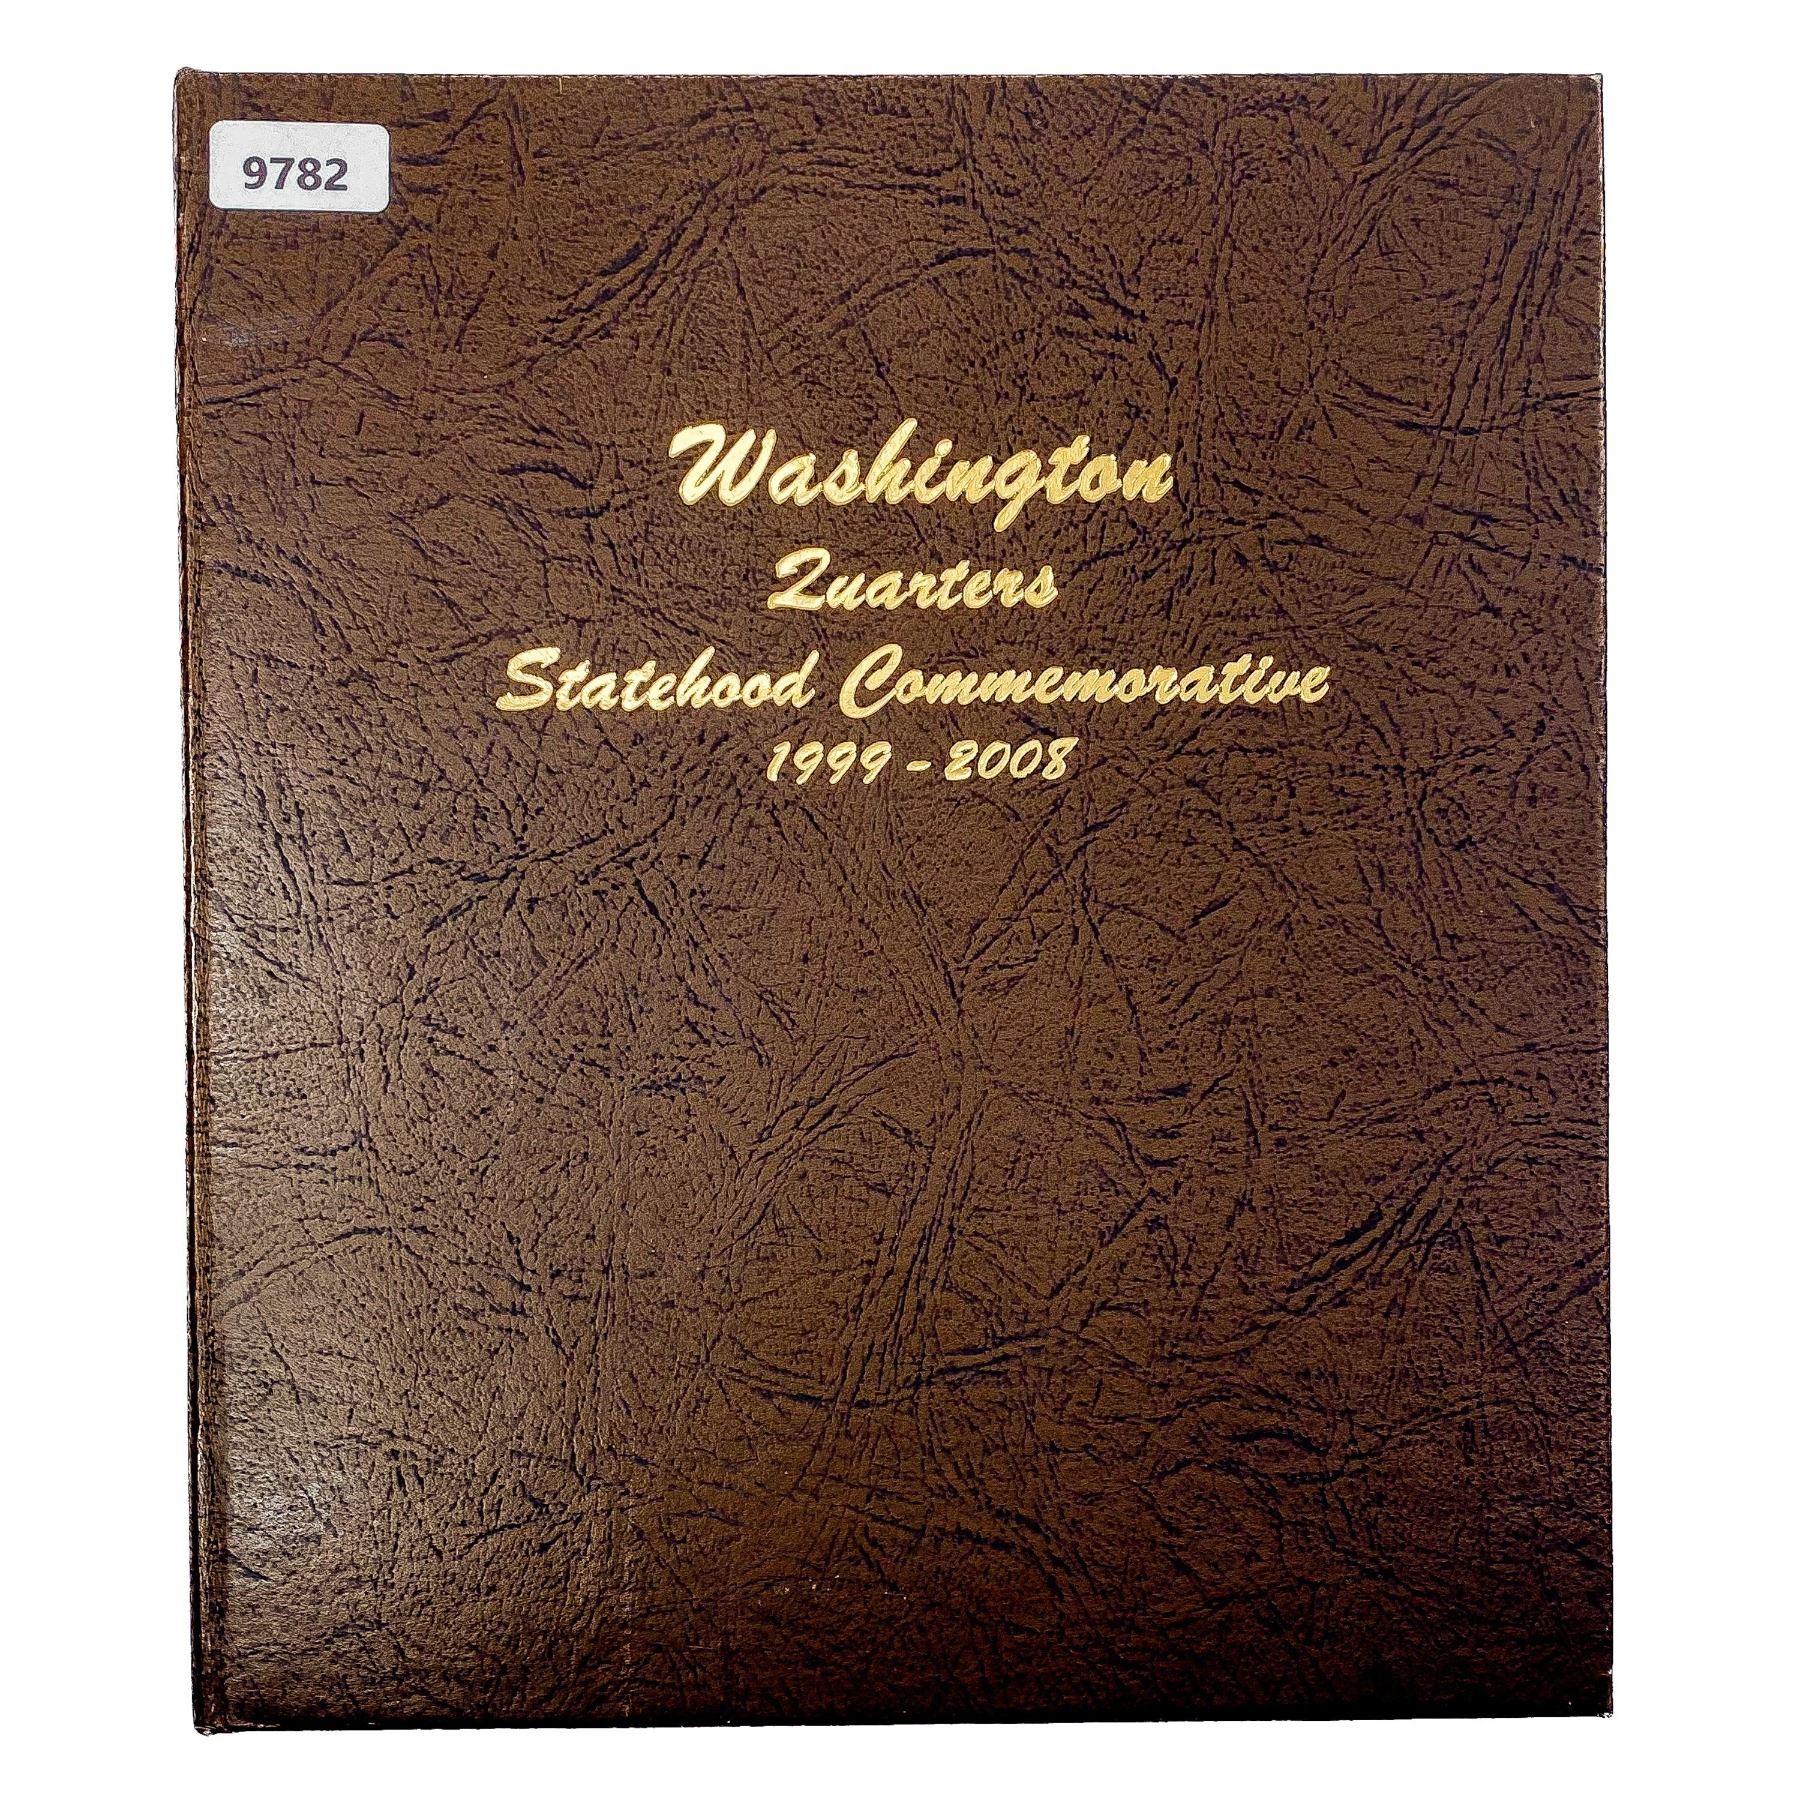 9782
Washington
Quarters
Statehood Commemorative
1999 - 2008